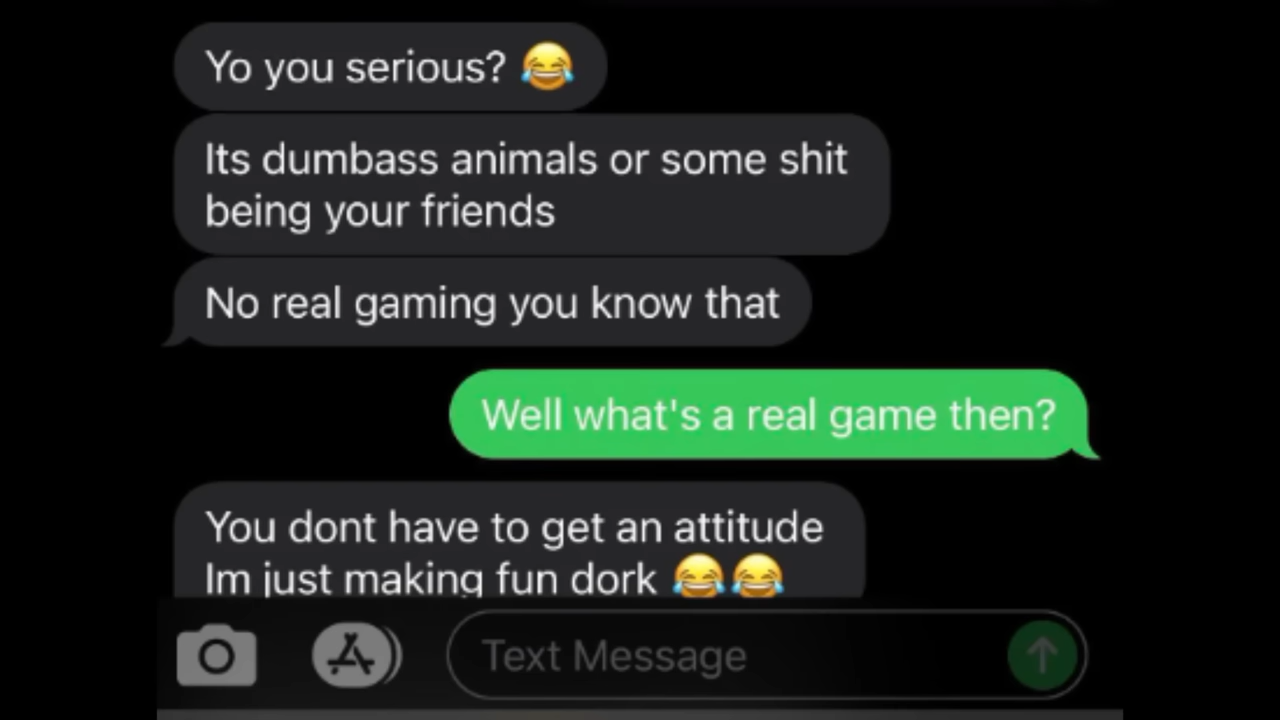 Yo you serious? 😂
Its dumbass animals or some shit
being your friends
No real gaming you know that
Well what's a real game then?
You dont have to get an attitude
Im just making fun dork 😂😂
Text Message